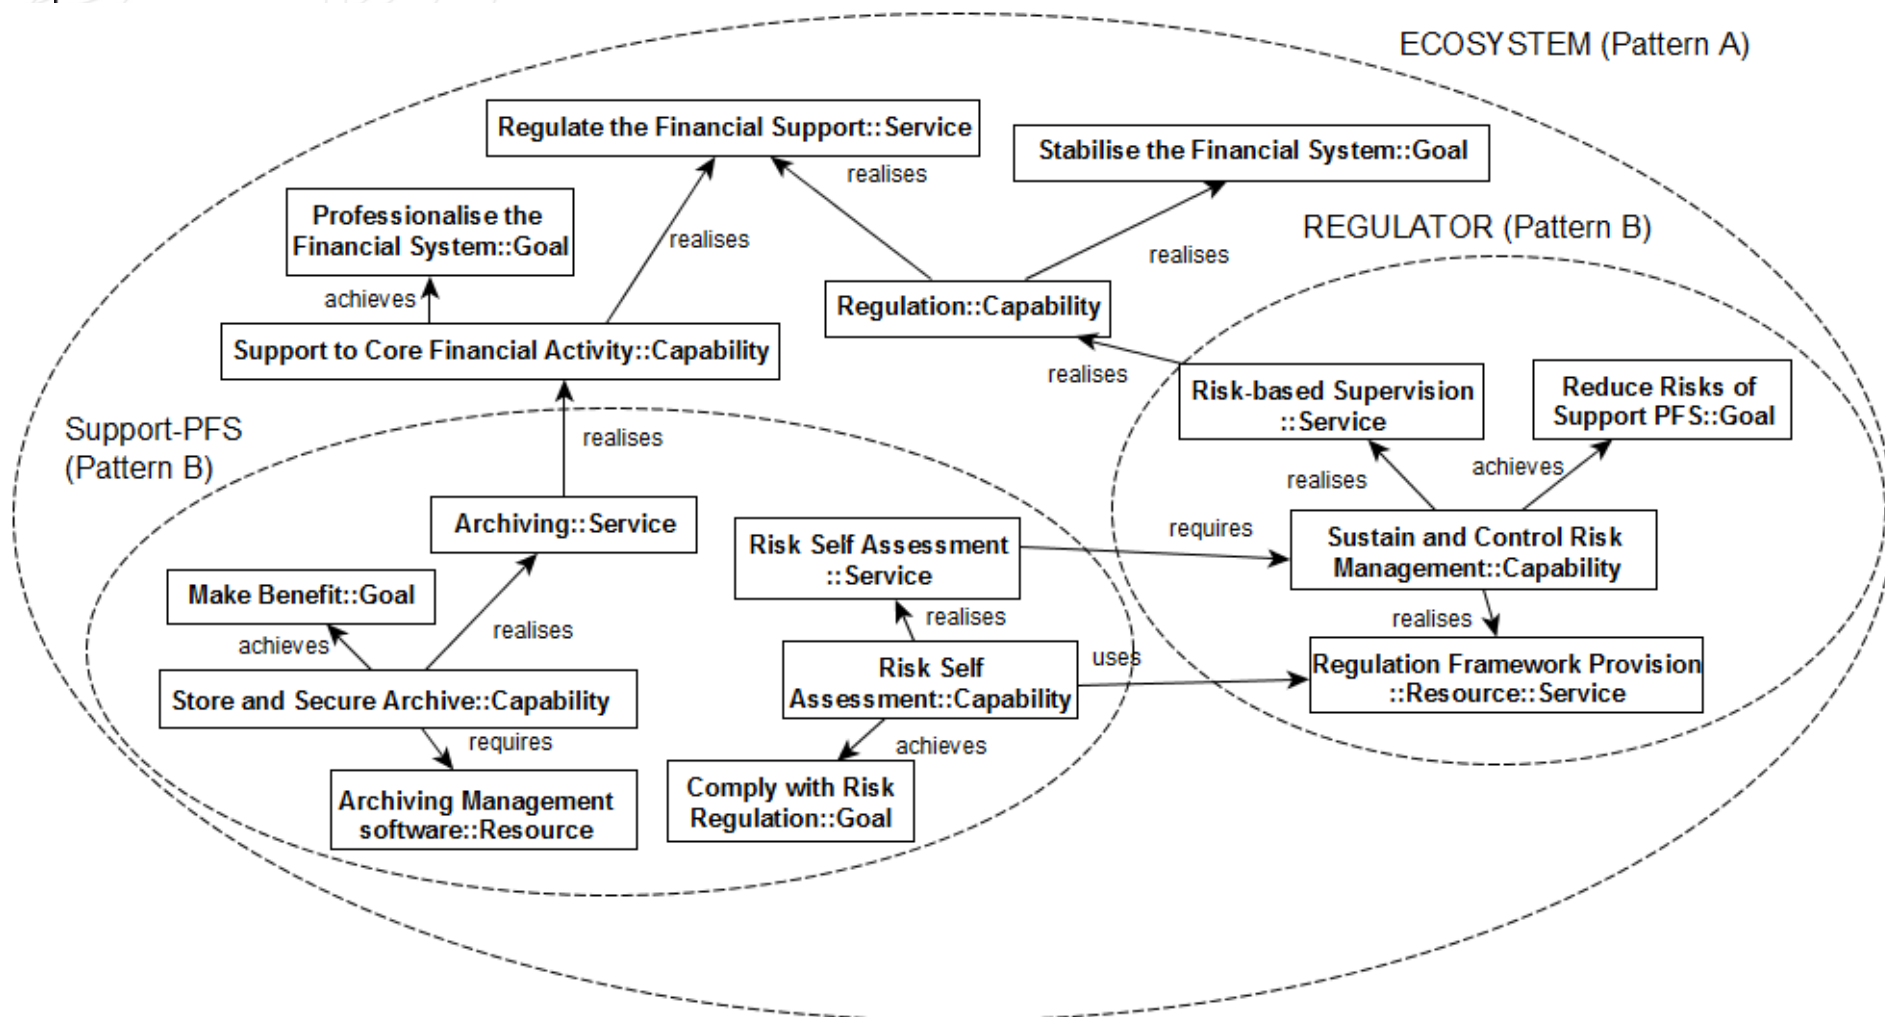 ECOSYSTEM (Pattern A)
Regulate the Financial Support::Service
Stabilise the Financial System::Goal
realises
Professionalise the
Financial System::Goal
realises
REGULATOR (Pattern B)
realises
achieves
Regulation::Capability
Support to Core Financial Activity::Capability
realises
Risk-based Supervision
::Service
Reduce Risks of
Support PFS::Goal
Support-PFS
(Pattern B)
realises
realises
achieves
Archiving::Service
Risk Self Assessment
::Service
requires
Sustain and Control Risk
Management::Capability
Make Benefit::Goal
achieves
realises
realises
realises
Store and Secure Archive::Capability
Risk Self
Assessment::Capability
uses
Regulation Framework Provision
::Resource::Service
requires
achieves
Archiving Management
software::Resource
Comply with Risk
Regulation::Goal